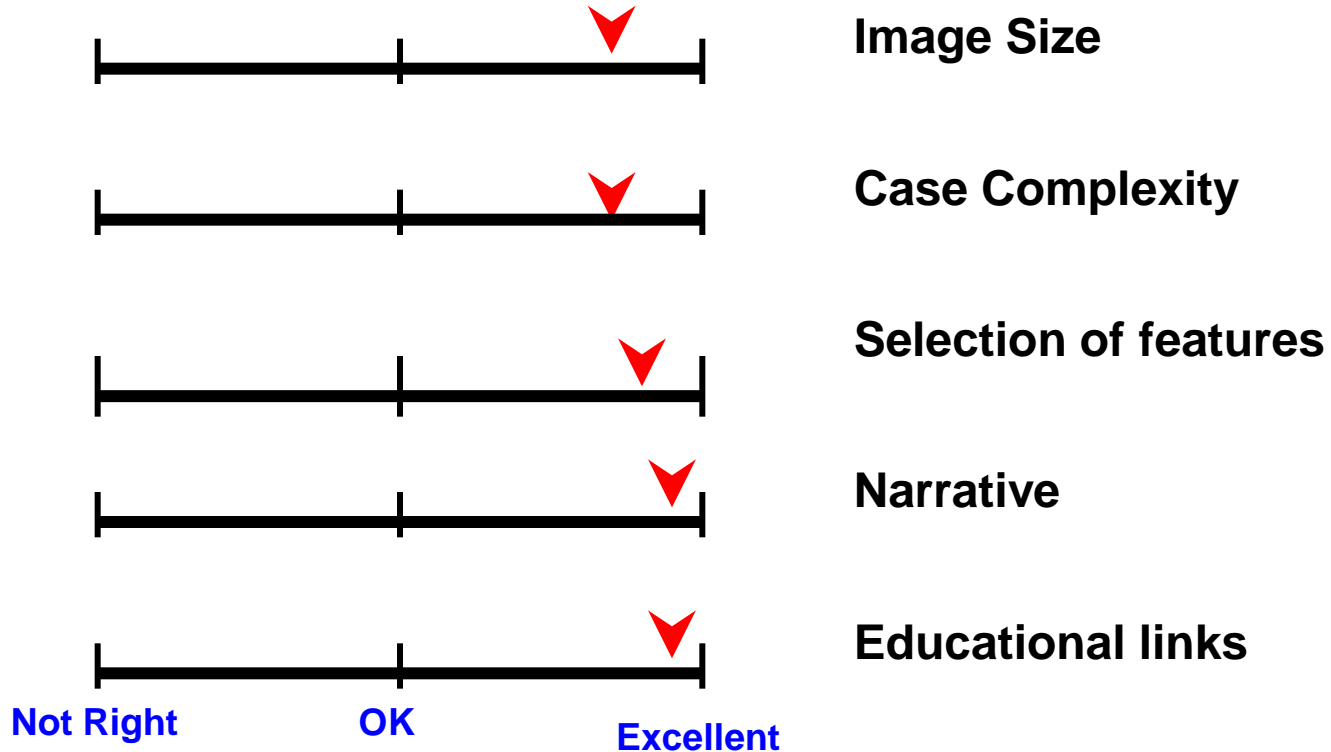 Image Size
Case Complexity
Selection of features
Narrative
Educational links
Not Right
OK
Excellent